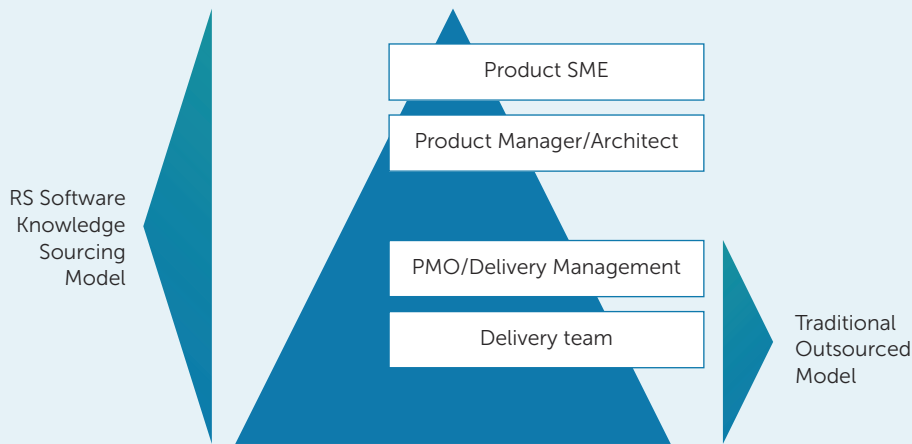 Product SME
Product Manager/Architect
RS Software
Knowledge
Sourcing
Model
PMO/Delivery Management
Delivery team
Traditional
Outsourced
Model